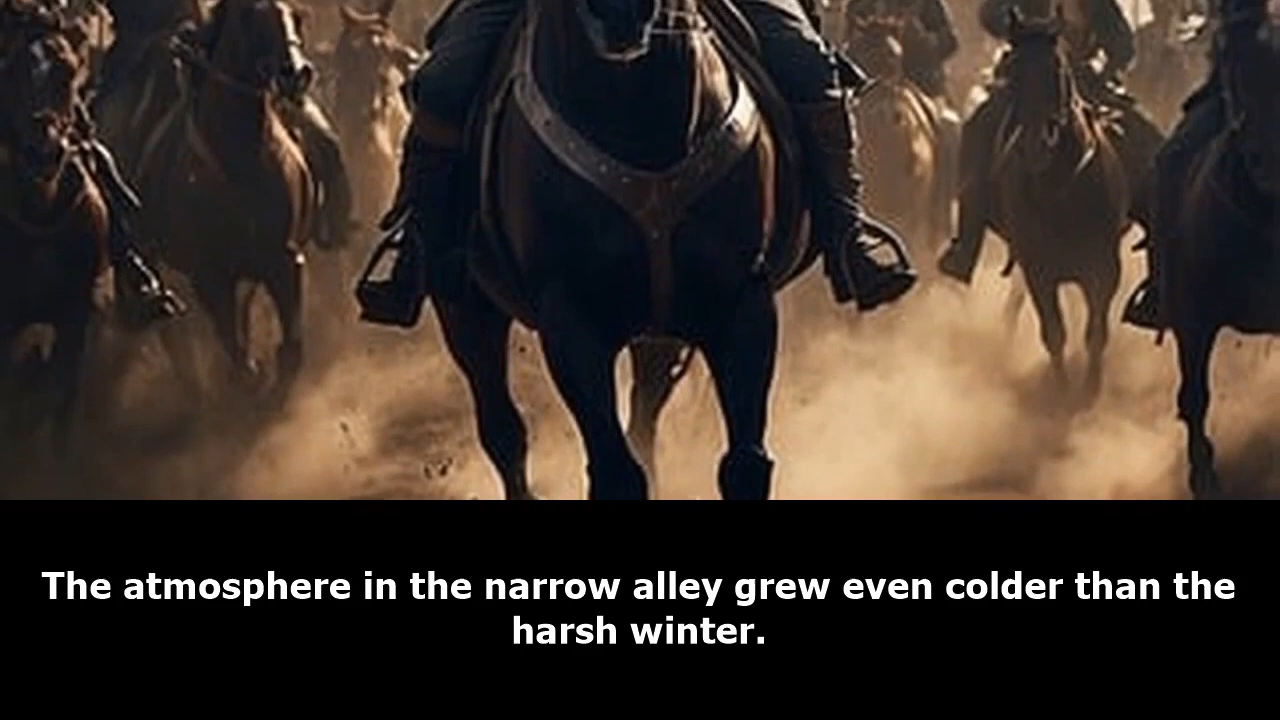 The atmosphere in the narrow alley grew even colder than the
harsh winter.